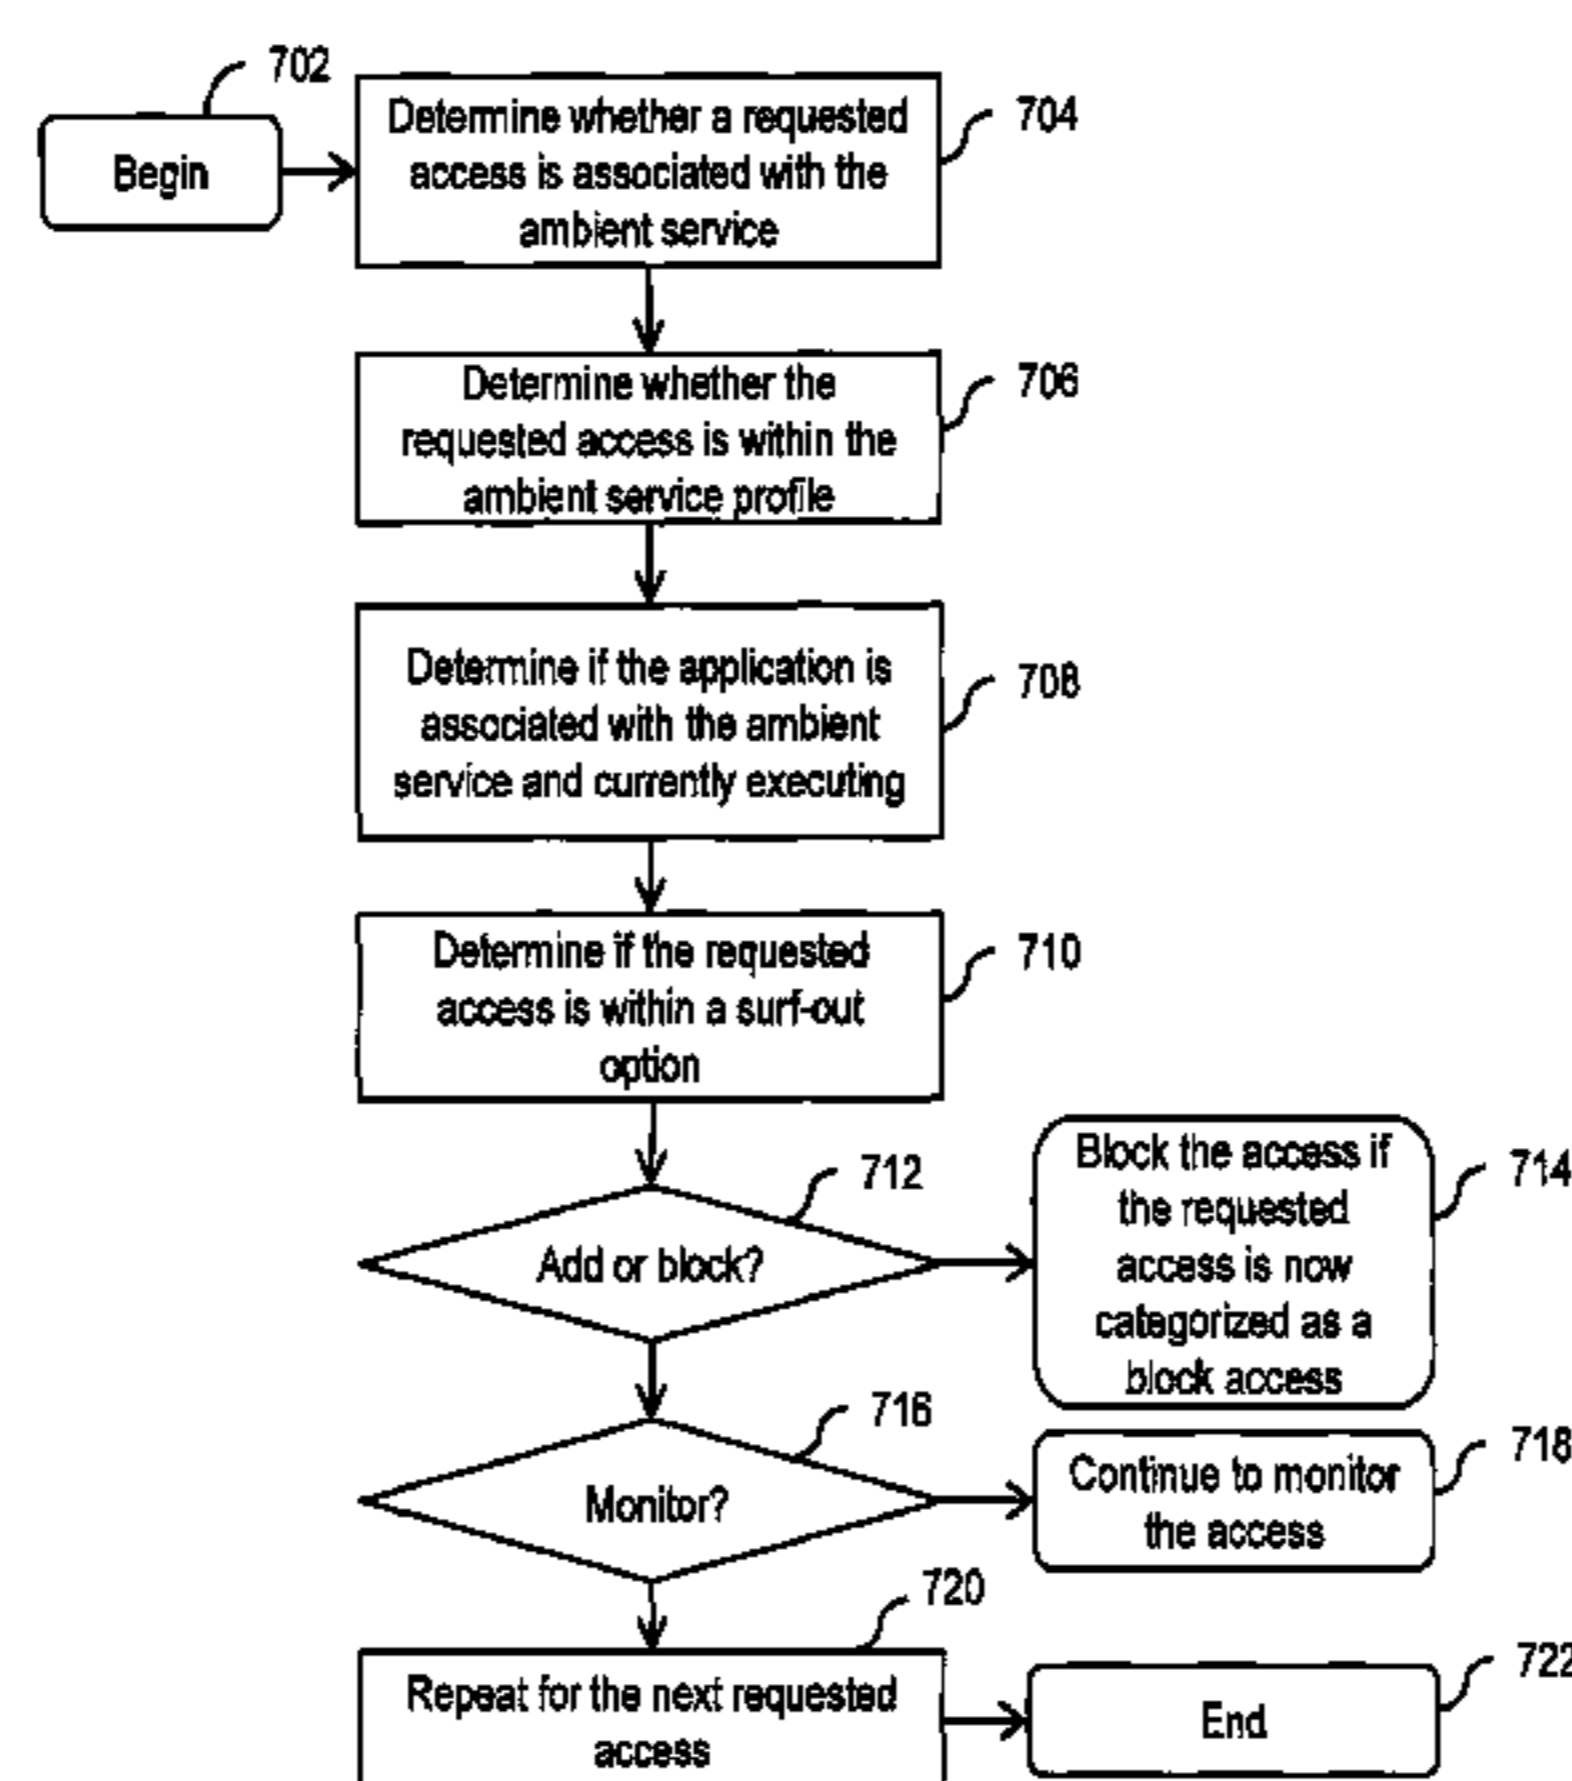 702
Begin
Determine whether a requested
access is associated with the
ambient service
704
Determine whether the
requested access is within the
ambient service profile
706
Determine if the application is
associated with the ambient
service and currently executing
708
Determine if the requested
access is within a surf-out
option
710
Add or block?
712
Block the access if
the requested
access is now
categorized as a
block access
714
Monitor?
716
Continue to monitor
the access
718
Repeat for the next requested
access
720
End
722